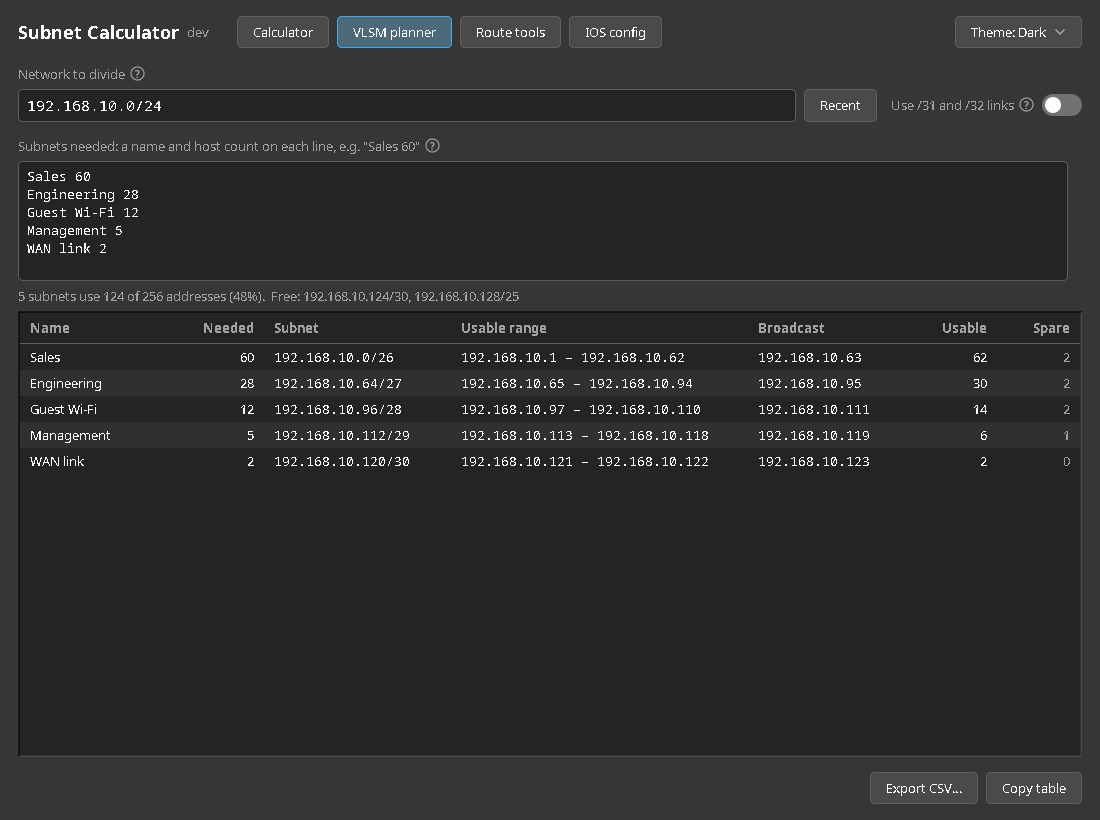 Subnet Calculator dev Calculator VLSM planner Route tools IOS config Theme: Dark
Network to divide ?
192.168.10.0/24 Recent Use /31 and /32 links ?
Subnets needed: a name and host count on each line, e.g. "Sales 60" ?
Sales 60
Engineering 28
Guest Wi-Fi 12
Management 5
WAN link 2
5 subnets use 124 of 256 addresses (48%). Free: 192.168.10.124/30, 192.168.10.128/25
Name Needed Subnet Usable range Broadcast Usable Spare
Sales 60 192.168.10.0/26 192.168.10.1 – 192.168.10.62 192.168.10.63 62 2
Engineering 28 192.168.10.64/27 192.168.10.65 – 192.168.10.94 192.168.10.95 30 2
Guest Wi-Fi 12 192.168.10.96/28 192.168.10.97 – 192.168.10.110 192.168.10.111 14 2
Management 5 192.168.10.112/29 192.168.10.113 – 192.168.10.118 192.168.10.119 6 1
WAN link 2 192.168.10.120/30 192.168.10.121 – 192.168.10.122 192.168.10.123 2 0
Export CSV... Copy table